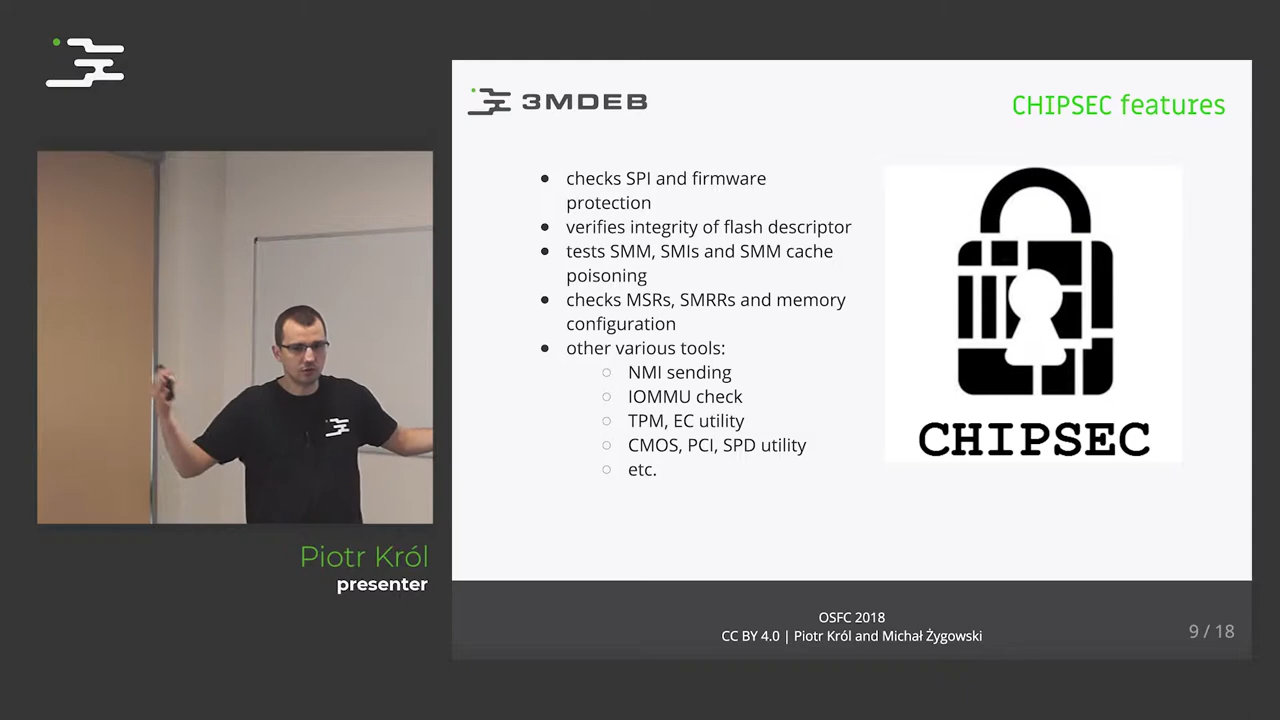 3MDEB
CHIPSEC features
● checks SPI and firmware
protection
● verifies integrity of flash descriptor
● tests SMM, SMIs and SMM cache
poisoning
● checks MSRs, SMRRs and memory
configuration
● other various tools:
○ NMI sending
○ IOMMU check
○ TPM, EC utility
○ CMOS, PCI, SPD utility
○ etc.
CHIPSEC
Piotr Król
presenter
OSFC 2018
CC BY 4.0 | Piotr Król and Michał Żygowski
9 / 18